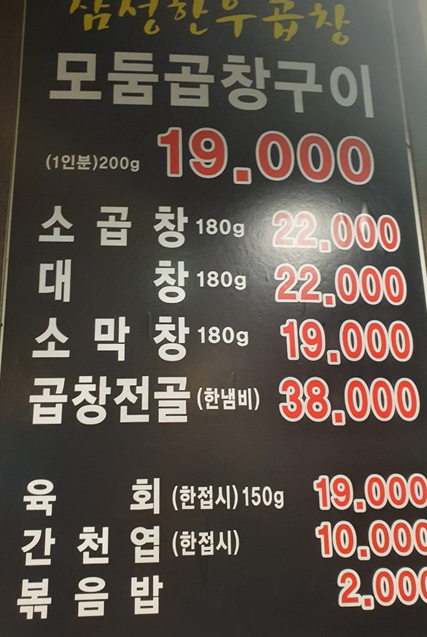 삼성한우곱창
모둠곱창구이
(1인분)200g 19.000
소곱창 180g 22.000
대창 180g 22.000
소막창 180g 19.000
곱창전골 (한냄비) 38.000
육회 (한접시) 150g 19.000
간천엽 (한접시) 10.000
볶음밥 2.000